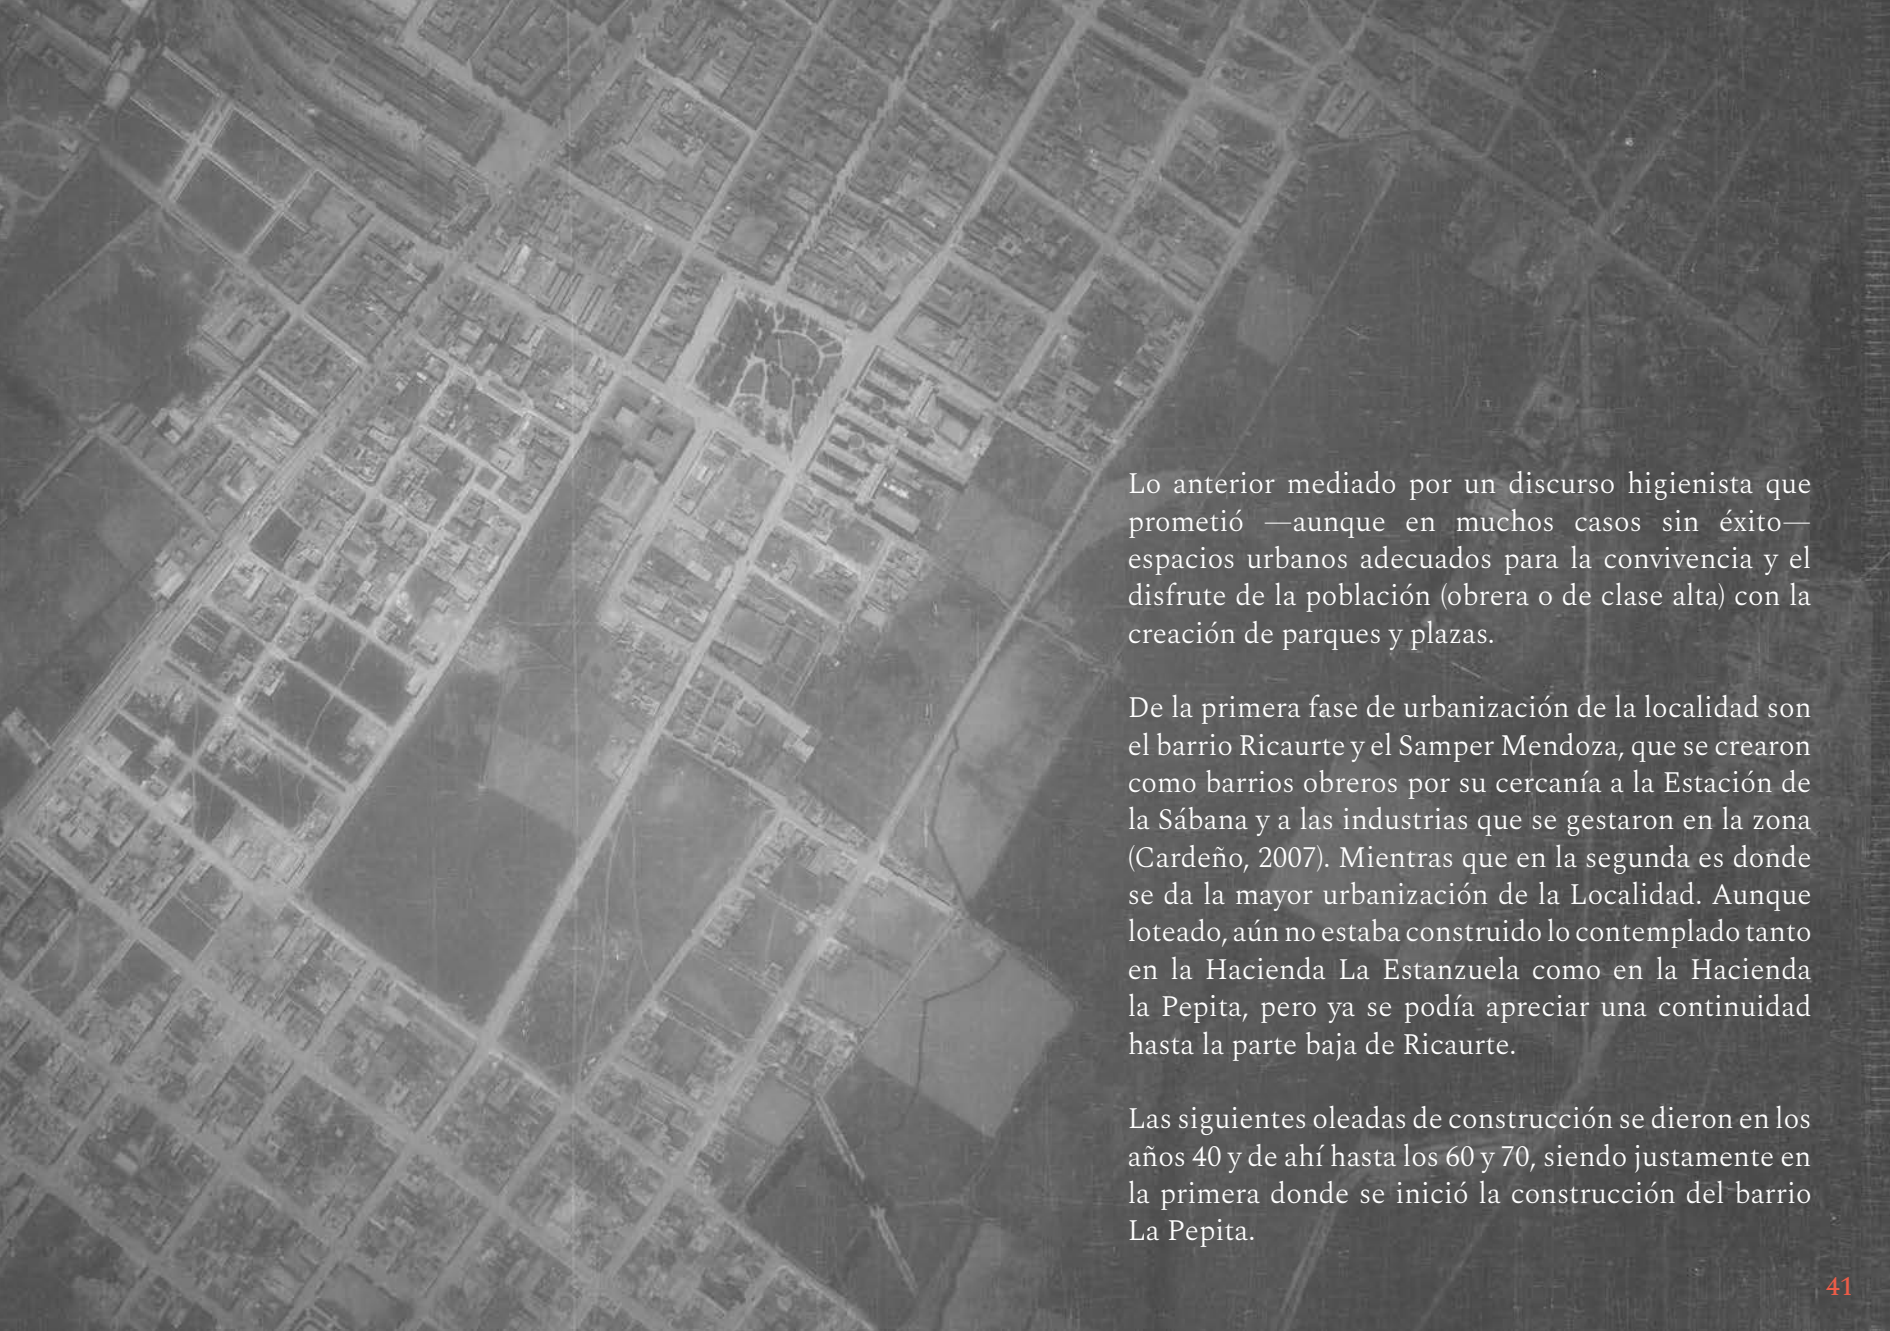 Lo anterior mediado por un discurso higienista que
prometió —aunque en muchos casos sin éxito—
espacios urbanos adecuados para la convivencia y el
disfrute de la población (obrera o de clase alta) con la
creación de parques y plazas.
De la primera fase de urbanización de la localidad son
el barrio Ricaurte y el Samper Mendoza, que se crearon
como barrios obreros por su cercanía a la Estación de
la Sábana y a las industrias que se gestaron en la zona
(Cardeño, 2007). Mientras que en la segunda es donde
se da la mayor urbanización de la Localidad. Aunque
loteado, aún no estaba construido lo contemplado tanto
en la Hacienda La Estanzuela como en la Hacienda
la Pepita, pero ya se podía apreciar una continuidad
hasta la parte baja de Ricaurte.
Las siguientes oleadas de construcción se dieron en los
años 40 y de ahí hasta los 60 y 70, siendo justamente en
la primera donde se inició la construcción del barrio
La Pepita.
41